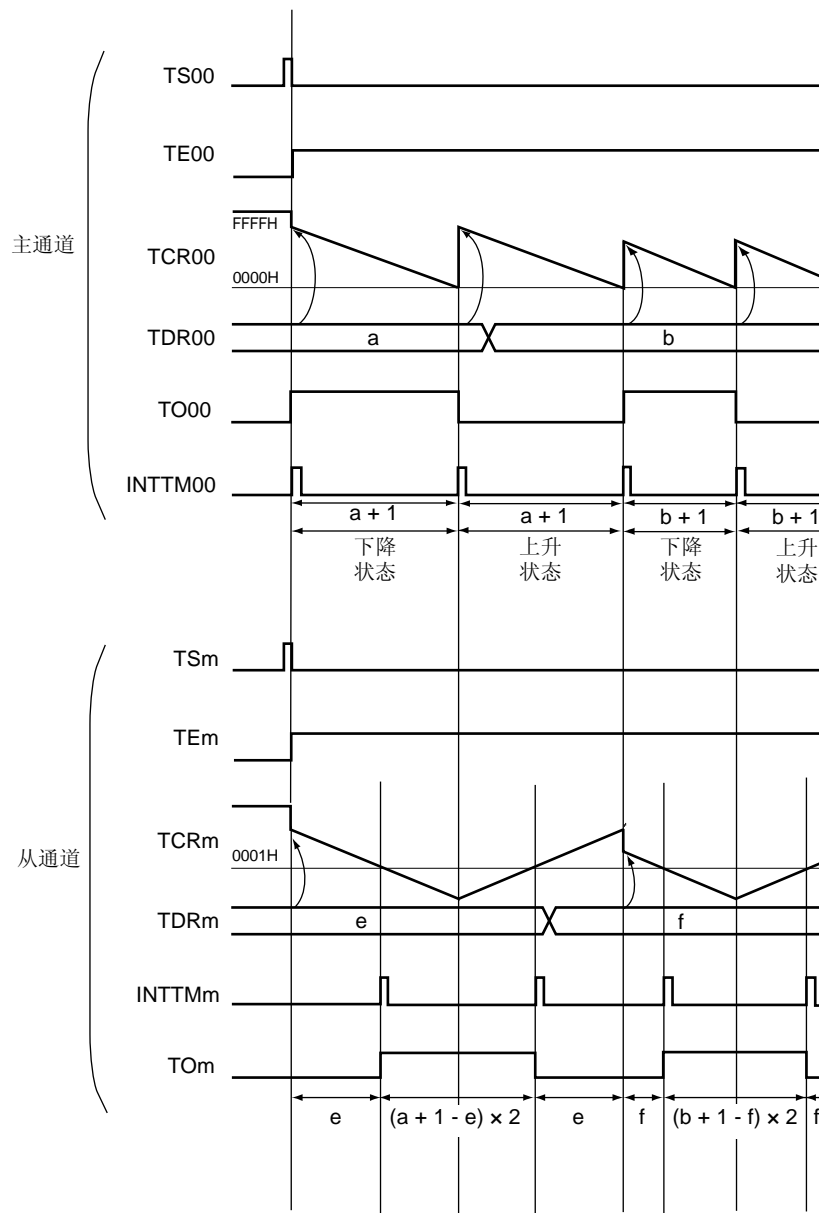 TS00
TE00
主通道
FFFFH
TCR00
0000H
TDR00
a
b
TO00
INTTM00
a + 1
a + 1
b + 1
b + 1
下降
状态
上升
状态
下降
状态
上升
状态
TSm
TEm
从通道
TCRm
0001H
TDRm
e
f
INTTMm
TOm
e
(a + 1 - e) × 2
e
f
(b + 1 - f) × 2
f